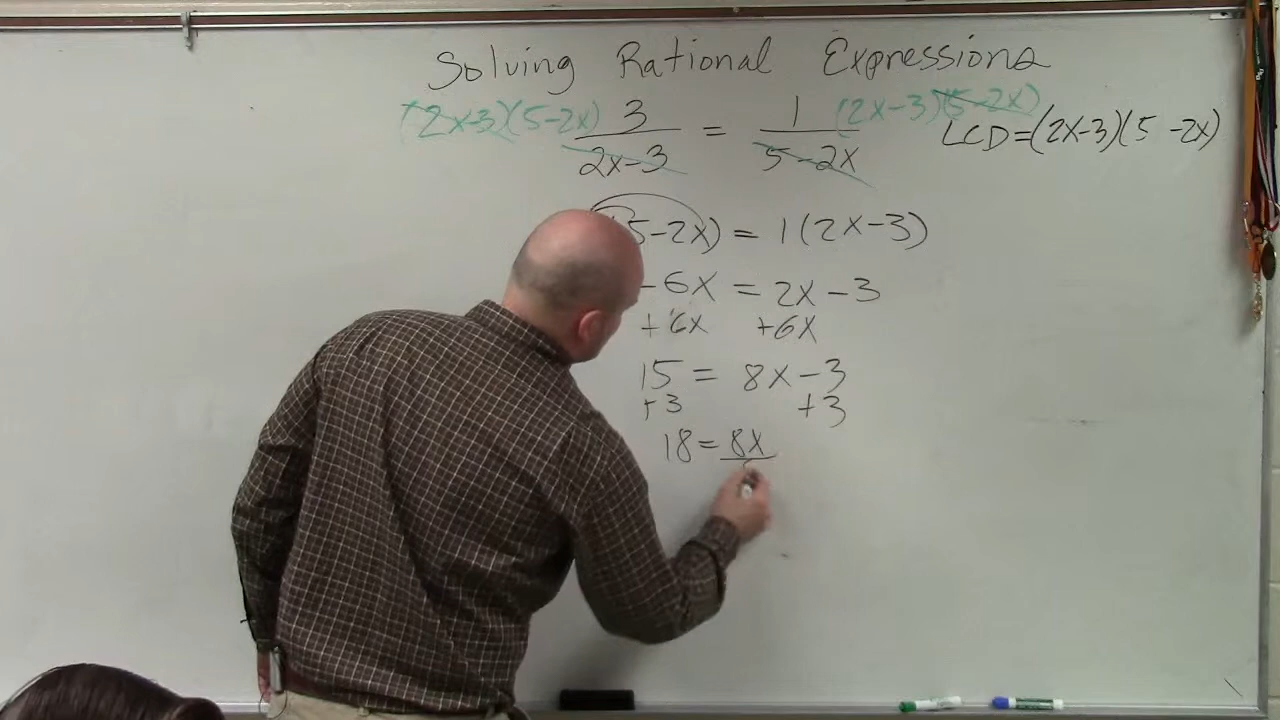 Solving Rational Expressions
(2x-3)(5-2x) 3/(2x-3) = 1/(5-2x) (2x-3)(5-2x) LCD=(2x-3)(5-2x)
5-2x) = 1(2x-3)
-6x = 2x-3
+6x +6x
15 = 8x-3
+3 +3
18=8x